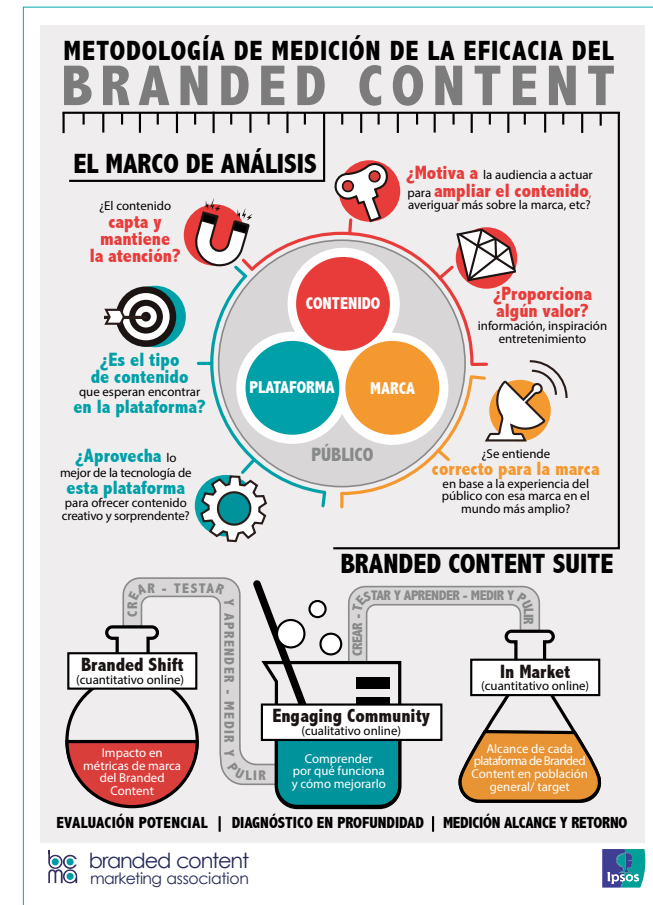 METODOLOGÍA DE MEDICIÓN DE LA EFICACIA DEL
BRANDED CONTENT
EL MARCO DE ANÁLISIS
¿El contenido
capta y
mantiene
la atención?
¿Motiva a la audiencia a actuar
para ampliar el contenido,
averiguar más sobre la marca, etc?
¿Proporciona
algún valor?
información, inspiración
entretenimiento
¿Es el tipo
de contenido
que esperan encontrar
en la plataforma?
¿Aprovecha lo
mejor de la tecnología de
esta plataforma
para ofrecer contenido
creativo y sorprendente?
¿Se entiende
correcto para la marca
en base a la experiencia del
público con esa marca en el
mundo más amplio?
CONTENIDO
PLATAFORMA
MARCA
PÚBLICO
BRANDED CONTENT SUITE
CREAR - TESTAR Y APRENDER - MEDIR Y PULIR
CREAR - TESTAR Y APRENDER - MEDIR Y PULIR
Branded Shift
(cuantitativo online)
Impacto en
métricas de marca
del Branded
Content
Engaging Community
(cualitativo online)
Comprender
por qué funciona
y cómo mejorarlo
In Market
(cuantitativo online)
Alcance de cada
plataforma de Branded
Content en población
general/ target
EVALUACIÓN POTENCIAL | DIAGNÓSTICO EN PROFUNDIDAD | MEDICIÓN ALCANCE Y RETORNO
bcma branded content
marketing association
Ipsos